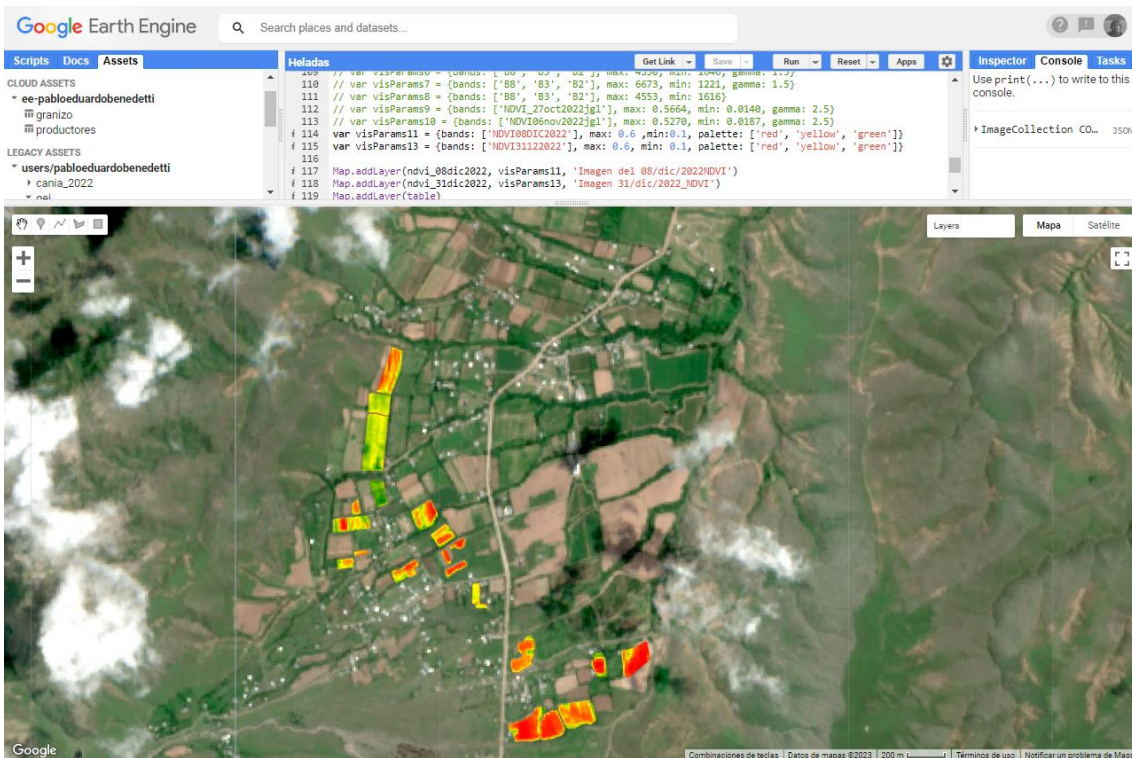 Google Earth Engine
Search places and datasets...
Scripts Docs Assets
CLOUD ASSETS
ee-pabloeduardobenedetti
granizo
productores
LEGACY ASSETS
users/pabloeduardobenedetti
cania_2022
Heladas
Get Link Save Run Reset Apps
110 // var visParams7 = {bands: ['B8', 'B3', 'B2'], max: 6673, min: 1221, gamma: 1.5}
111 // var visParams8 = {bands: ['B8', 'B3', 'B2'], max: 4553, min: 1616}
112 // var visParams9 = {bands: ['NDVI_27oct2022jgl'], max: 0.5664, min: 0.0140, gamma: 2.5}
113 // var visParams10 = {bands: ['NDVI06nov2022jgl'], max: 0.5270, min: 0.0187, gamma: 2.5}
i 114 var visParams11 = {bands: ['NDVI08DIC2022'], max: 0.6 ,min:0.1, palette: ['red', 'yellow', 'green']}
i 115 var visParams13 = {bands: ['NDVI31122022'], max: 0.6, min: 0.1, palette: ['red', 'yellow', 'green']}
116
i 117 Map.addLayer(ndvi_08dic2022, visParams11, 'Imagen del 08/dic/2022NDVI')
i 118 Map.addLayer(ndvi_31dic2022, visParams13, 'Imagen 31/dic/2022_NDVI')
i 119 Map.addLayer(table)
Inspector Console Tasks
Use print(...) to write to this
console.
ImageCollection CO… JSON
Layers
Mapa Satélite
Google
Combinaciones de teclas Datos de mapas ©2023 200 m Términos de uso Notificar un problema de Maps